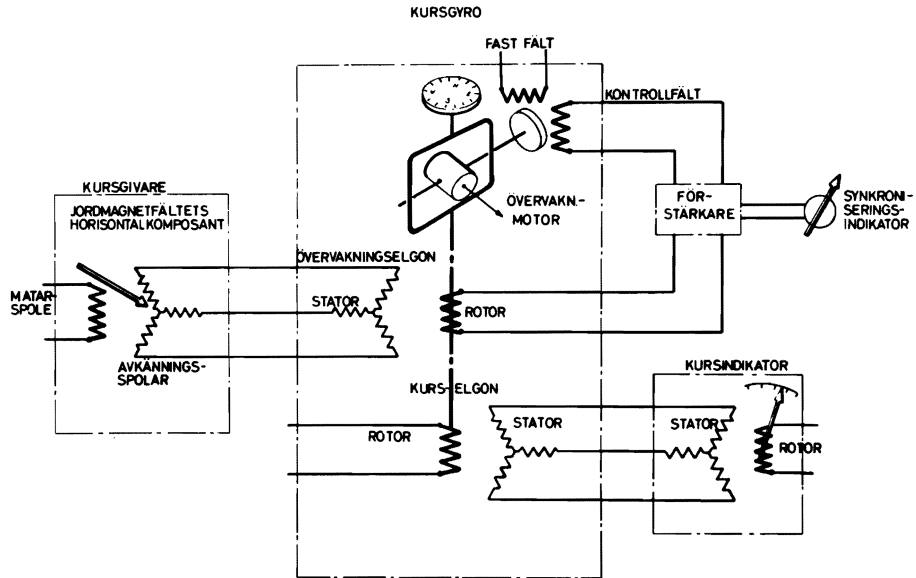 KURSGYRO
FAST FÄLT
KONTROLLFÄLT
ÖVERVAKN.-
MOTOR
FÖR-
STÄRKARE
SYNKRONI-
SERINGS-
INDIKATOR
KURSGIVARE
JORDMAGNETFÄLTETS
HORISONTALKOMPOSANT
ÖVERVAKNINGSELGON
MATAR-
SPOLE
STATOR
ROTOR
AVKÄNNINGS-
SPOLAR
KURS-ELGON
ROTOR
STATOR
STATOR
KURSINDIKATOR
ROTOR